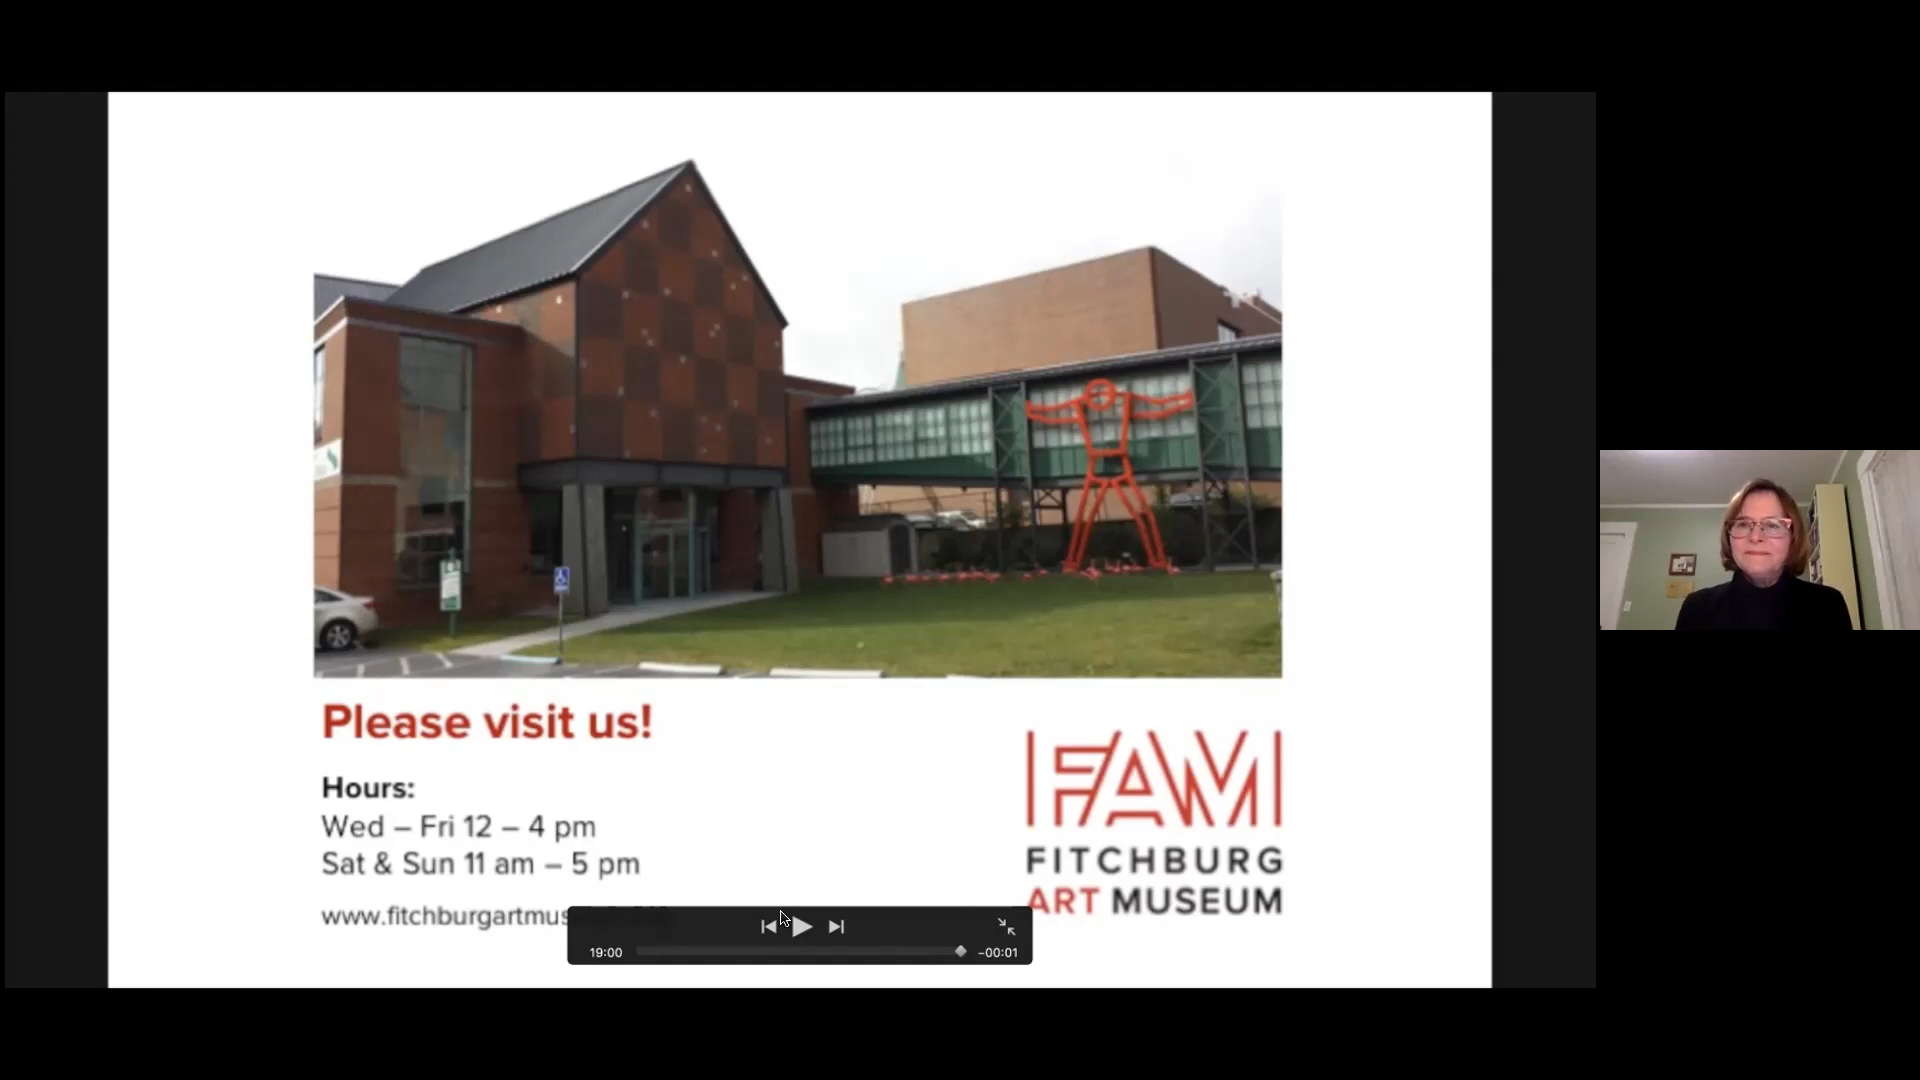 Please visit us!
Hours:
Wed – Fri 12 – 4 pm
Sat & Sun 11 am – 5 pm
FAM
FITCHBURG
ART MUSEUM
19:00
-00:01